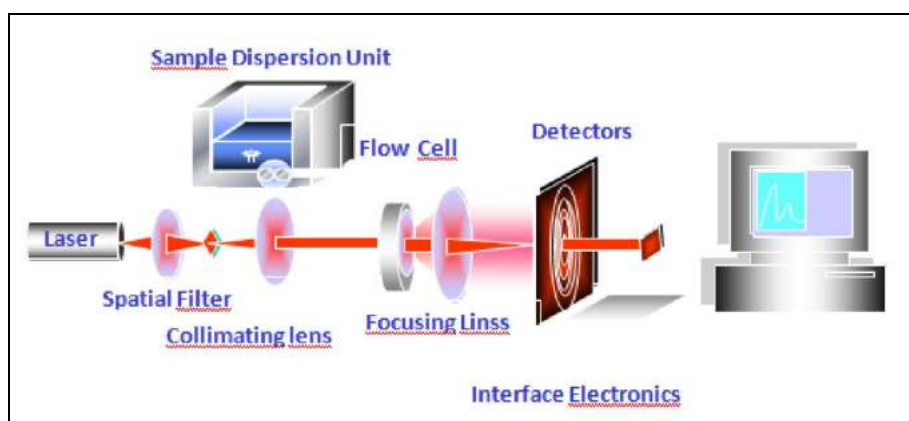 Sample Dispersion Unit
Flow Cell
Detectors
Laser
Spatial Filter
Collimating lens
Focusing Linss
Interface Electronics